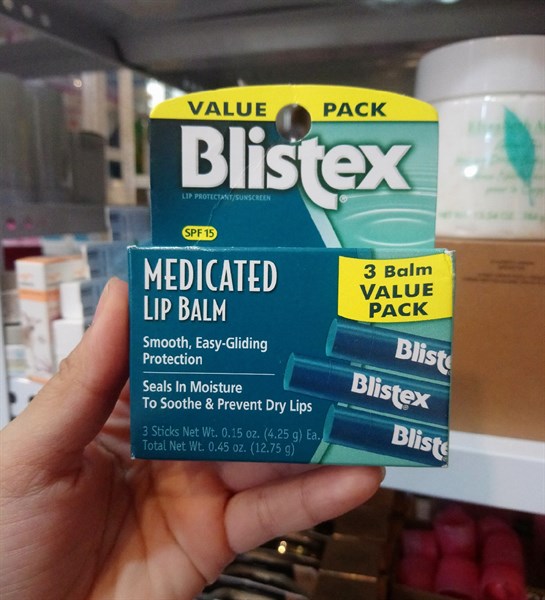 VALUE PACK
Blistex®
LIP PROTECTANT/SUNSCREEN
SPF 15
MEDICATED
LIP BALM
3 Balm
VALUE
PACK
Smooth, Easy-Gliding
Protection
Seals In Moisture
To Soothe & Prevent Dry Lips
3 Sticks Net Wt. 0.15 oz. (4.25 g) Ea.
Total Net Wt. 0.45 oz. (12.75 g)
Bliste
Blistex
Bliste